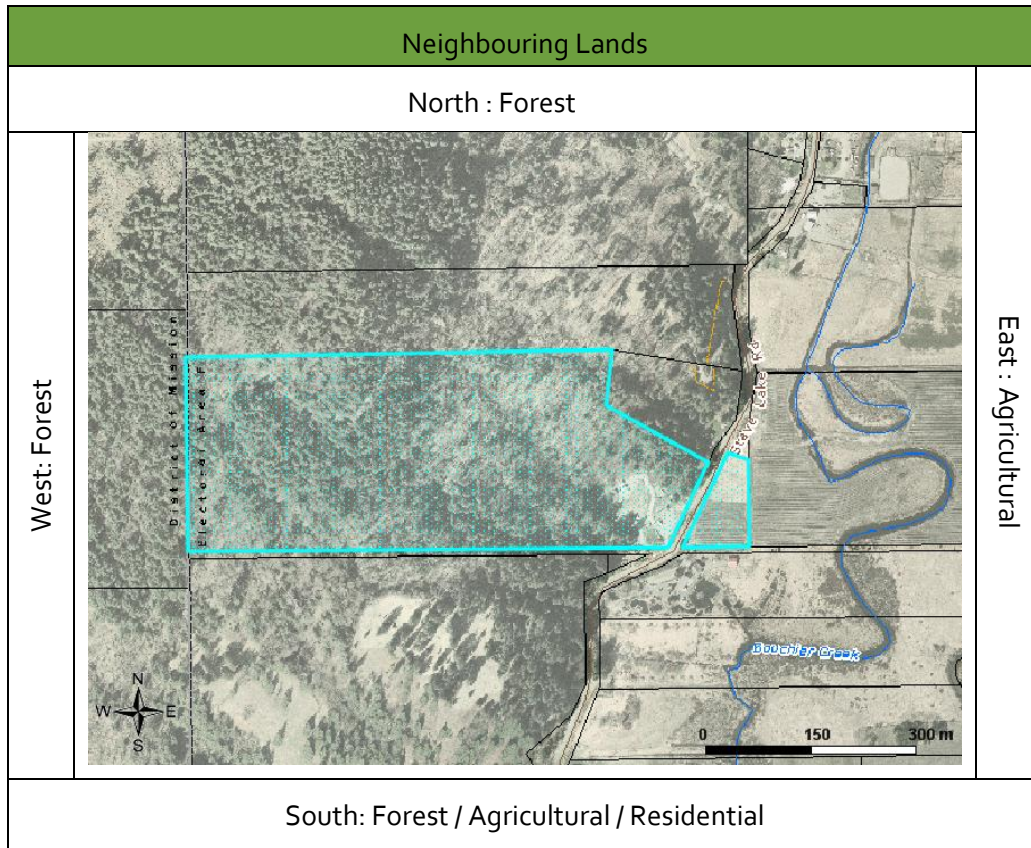 Neighbouring Lands
North : Forest
West: Forest
District of Mission
Electoral Area F
Stave Lake Rd
East : Agricultural
Bouchier Creek
N
W E
S
0 150 300 m
South: Forest / Agricultural / Residential